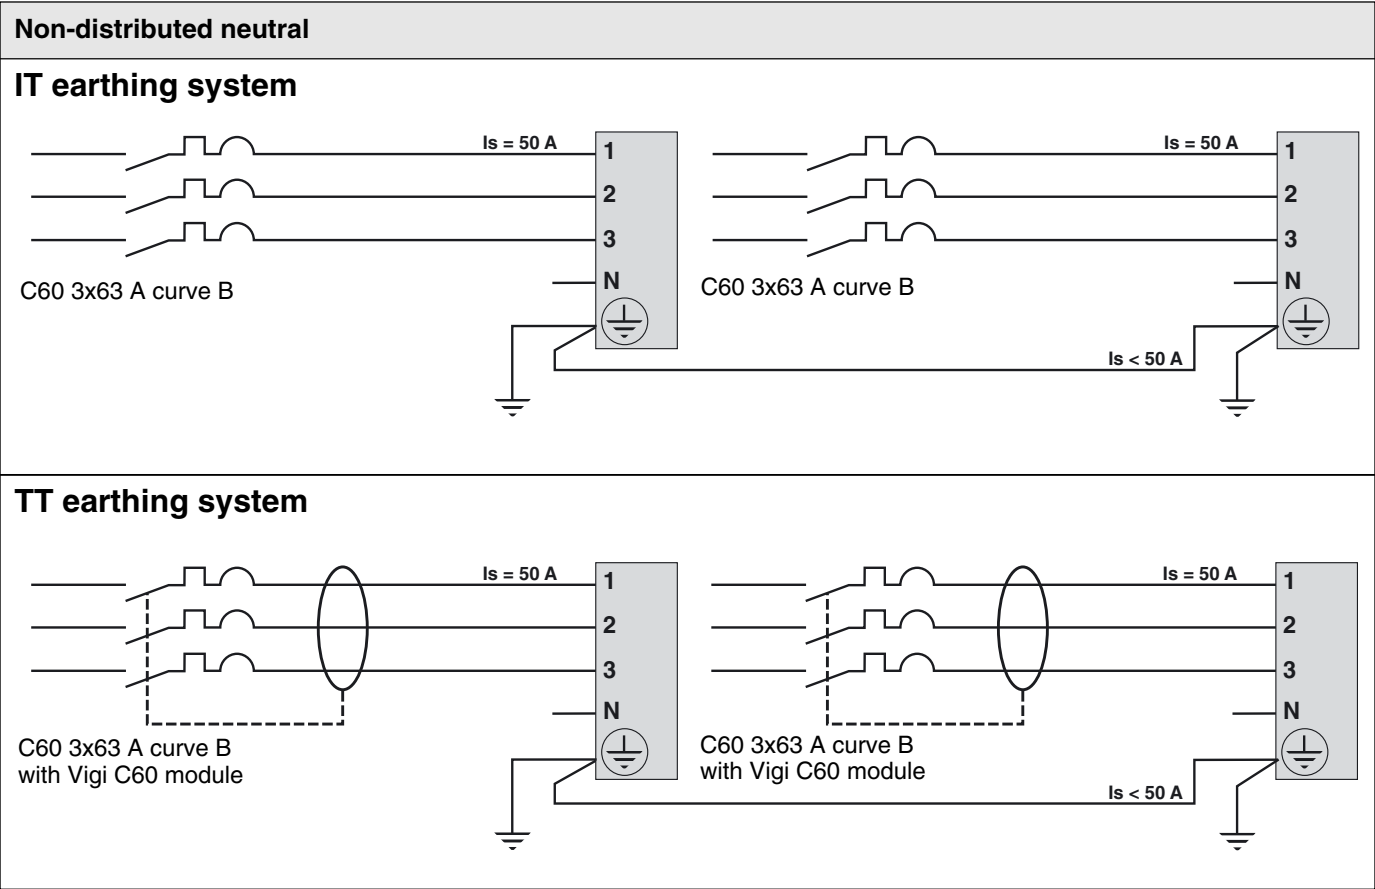 Non-distributed neutral
IT earthing system
Is = 50 A
1
2
3
N
C60 3x63 A curve B
Is = 50 A
1
2
3
N
C60 3x63 A curve B
Is < 50 A
TT earthing system
Is = 50 A
1
2
3
N
C60 3x63 A curve B
with Vigi C60 module
Is = 50 A
1
2
3
N
C60 3x63 A curve B
with Vigi C60 module
Is < 50 A